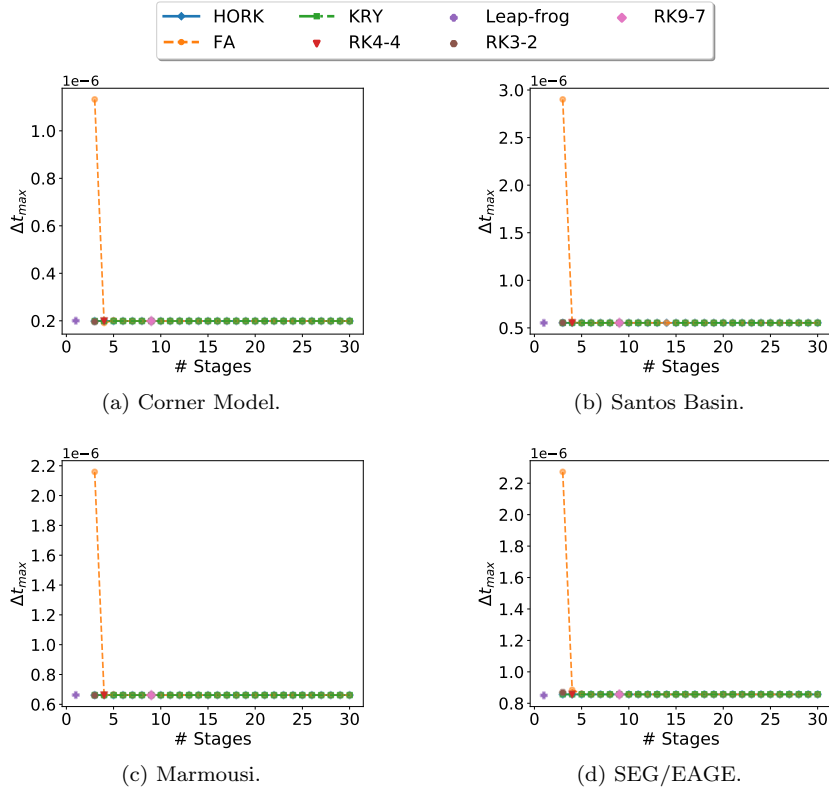 HORK KRY Leap-frog RK9-7
FA RK4-4 RK3-2
1e−6 1e−6
1.0
0.8
0.6
0.4
0.2
Δt_max
0 5 10 15 20 25 30
# Stages
3.0
2.5
2.0
1.5
1.0
0.5
Δt_max
0 5 10 15 20 25 30
# Stages
(a) Corner Model. (b) Santos Basin.
1e−6 1e−6
2.2
2.0
1.8
1.6
1.4
1.2
1.0
0.8
0.6
Δt_max
0 5 10 15 20 25 30
# Stages
2.2
2.0
1.8
1.6
1.4
1.2
1.0
0.8
Δt_max
0 5 10 15 20 25 30
# Stages
(c) Marmousi. (d) SEG/EAGE.